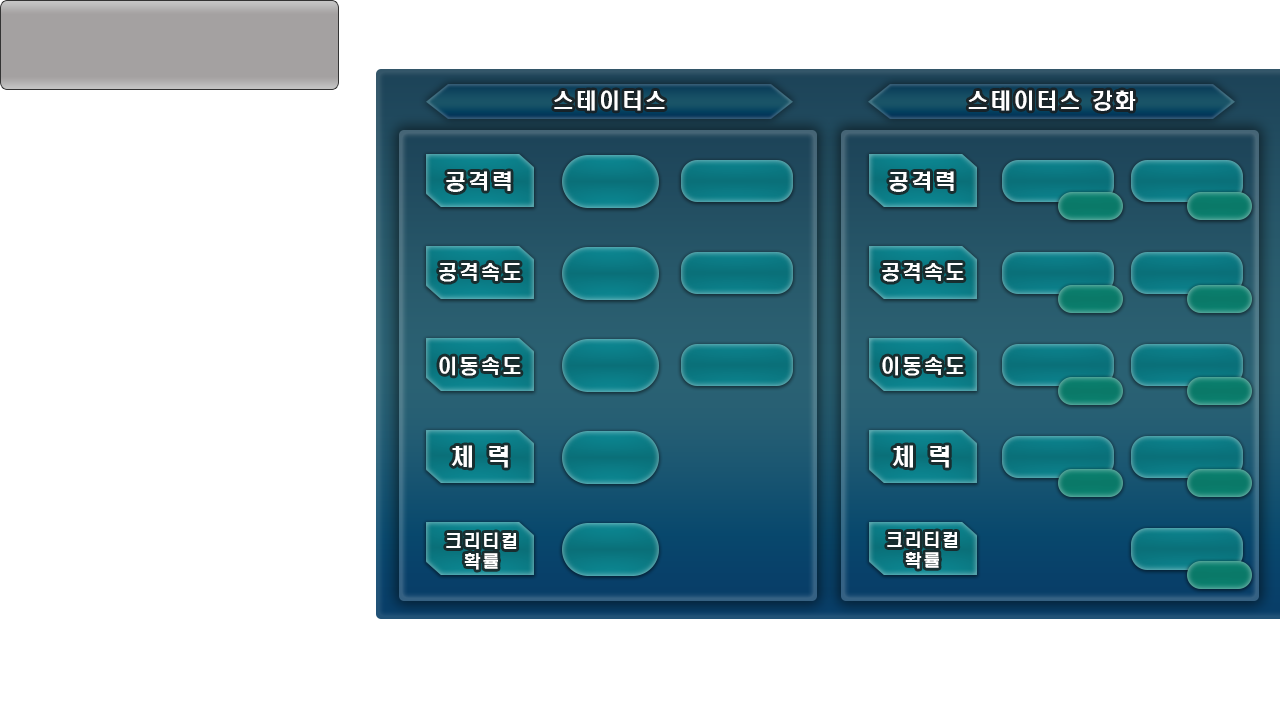 스테이터스
공격력
공격속도
이동속도
체 력
크리티컬
확률
스테이터스 강화
공격력
공격속도
이동속도
체 력
크리티컬
확률